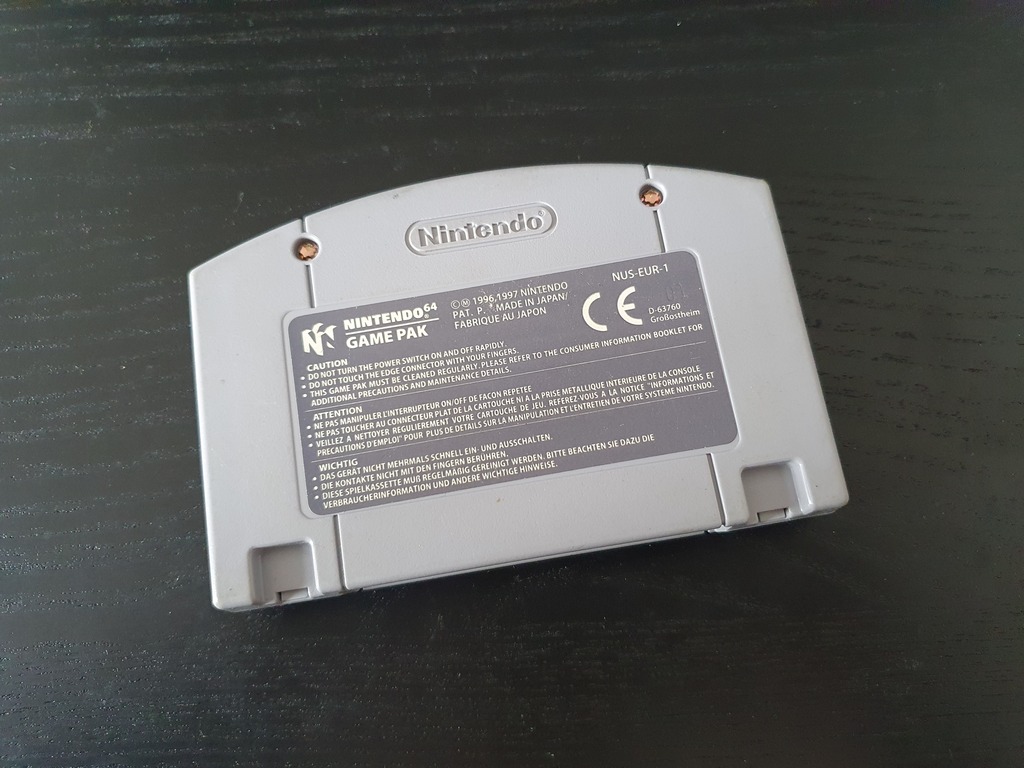 Nintendo®
NUS-EUR-1
NINTENDO64
GAME PAK
©Ⓜ 1996,1997 NINTENDO
PAT. P. MADE IN JAPAN/
FABRIQUE AU JAPON
CE
D-63760
Großostheim
CAUTION
• DO NOT TURN THE POWER SWITCH ON AND OFF RAPIDLY.
• DO NOT TOUCH THE EDGE CONNECTOR WITH YOUR FINGERS.
• THIS GAME PAK MUST BE CLEANED REGULARLY. PLEASE REFER TO THE CONSUMER INFORMATION BOOKLET FOR
ADDITIONAL PRECAUTIONS AND MAINTENANCE DETAILS.
ATTENTION
• NE PAS MANIPULER L'INTERRUPTEUR ON/OFF DE FACON REPETEE
• NE PAS TOUCHER AU CONNECTEUR PLAT DE LA CARTOUCHE NI A LA PRISE METALLIQUE INTERIEURE DE LA CONSOLE
• VEILLEZ A NETTOYER REGULIEREMENT VOTRE CARTOUCHE DE JEU. REFEREZ-VOUS A LA NOTICE "INFORMATIONS ET
PRECAUTIONS D'EMPLOI" POUR PLUS DE DETAILS SUR LA MANIPULATION ET L'ENTRETIEN DE VOTRE SYSTEME NINTENDO.
WICHTIG
• DAS GERÄT NICHT MEHRMALS SCHNELL EIN- UND AUSSCHALTEN.
• DIE KONTAKTE NICHT MIT DEN FINGERN BERÜHREN.
• DIESE SPIELKASSETTE MUß REGELMÄßIG GEREINIGT WERDEN. BITTE BEACHTEN SIE DAZU DIE
VERBRAUCHERINFORMATION UND ANDERE WICHTIGE HINWEISE.